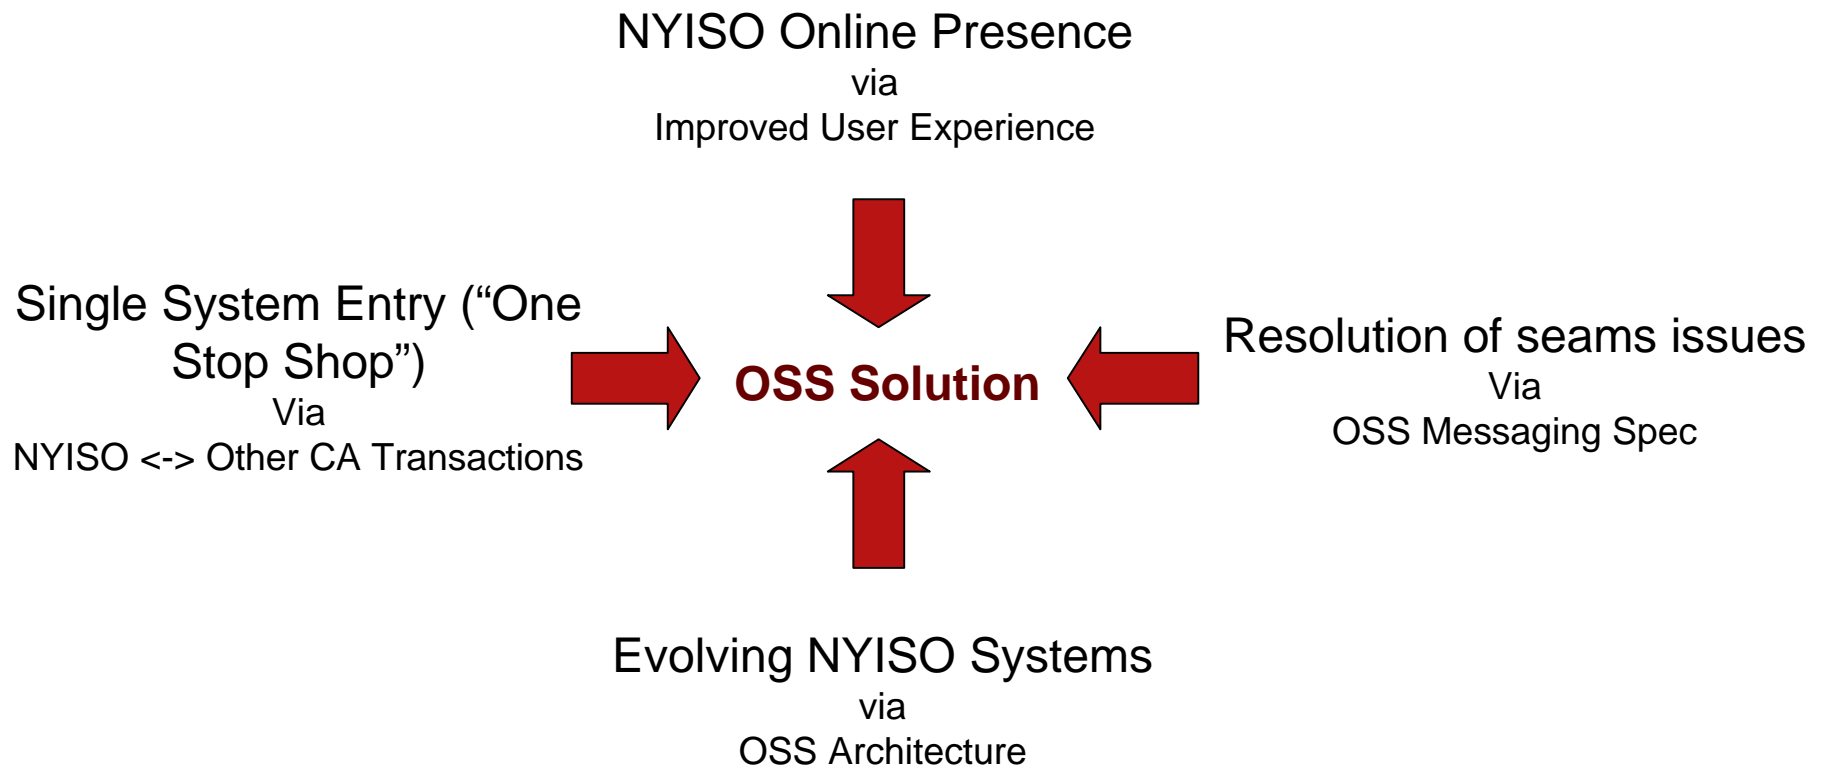 NYISO Online Presence
via
Improved User Experience
Single System Entry (“One
Stop Shop”)
Via
NYISO <-> Other CA Transactions
OSS Solution
Resolution of seams issues
Via
OSS Messaging Spec
Evolving NYISO Systems
via
OSS Architecture